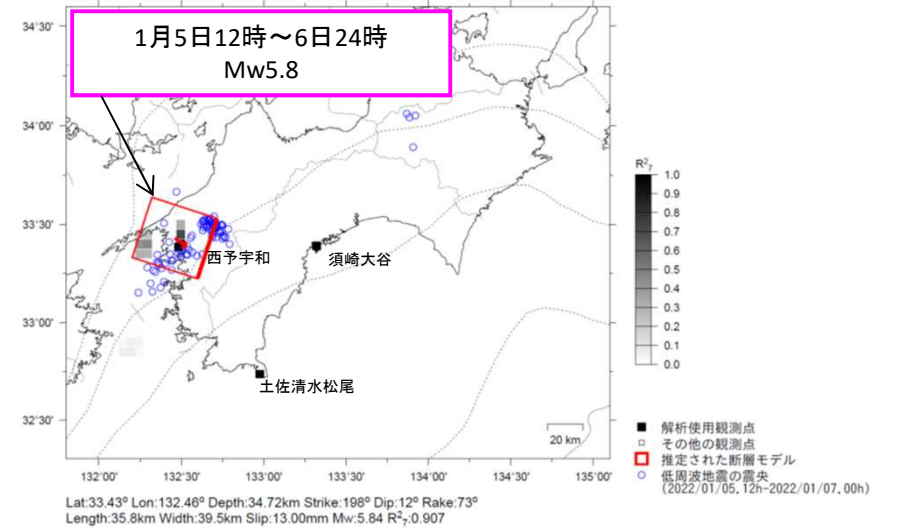 1月5日12時～6日24時
Mw5.8
34°30'
34°00'
33°30'
33°00'
32°30'
132°00'
132°30'
133°00'
133°30'
134°00'
134°30'
135°00'
西予宇和
須崎大谷
土佐清水松尾
20 km
R²₇
1.0
0.9
0.8
0.7
0.6
0.5
0.4
0.3
0.2
0.1
0.0
解析使用観測点
その他の観測点
推定された断層モデル
低周波地震の震央
(2022/01/05.12h-2022/01/07.00h)
Lat:33.43º Lon:132.46º Depth:34.72km Strike:198º Dip:12º Rake:73º
Length:35.8km Width:39.5km Slip:13.00mm Mw:5.84 R²₇:0.907